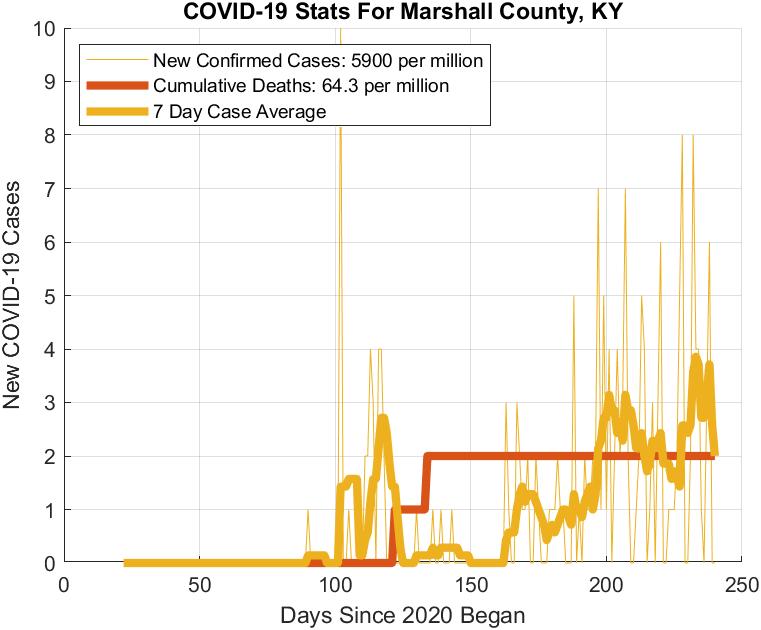 COVID-19 Stats For Marshall County, KY
New Confirmed Cases: 5900 per million
Cumulative Deaths: 64.3 per million
7 Day Case Average
New COVID-19 Cases
10
9
8
7
6
5
4
3
2
1
0
0 50 100 150 200 250
Days Since 2020 Began